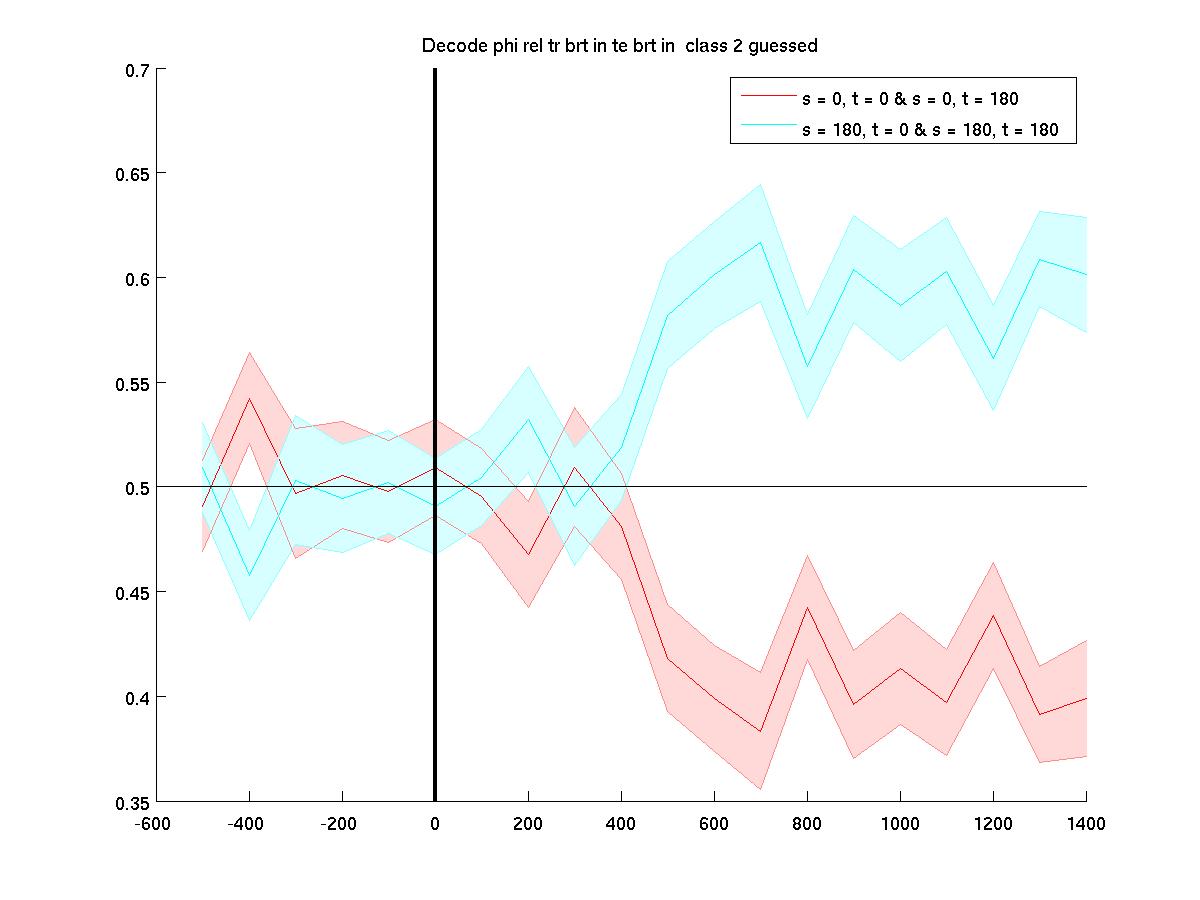 Decode phi rel tr brt in te brt in  class 2 guessed
s = 0, t = 0 & s = 0, t = 180
s = 180, t = 0 & s = 180, t = 180
0.7
0.65
0.6
0.55
0.5
0.45
0.4
0.35
-600 -400 -200 0 200 400 600 800 1000 1200 1400